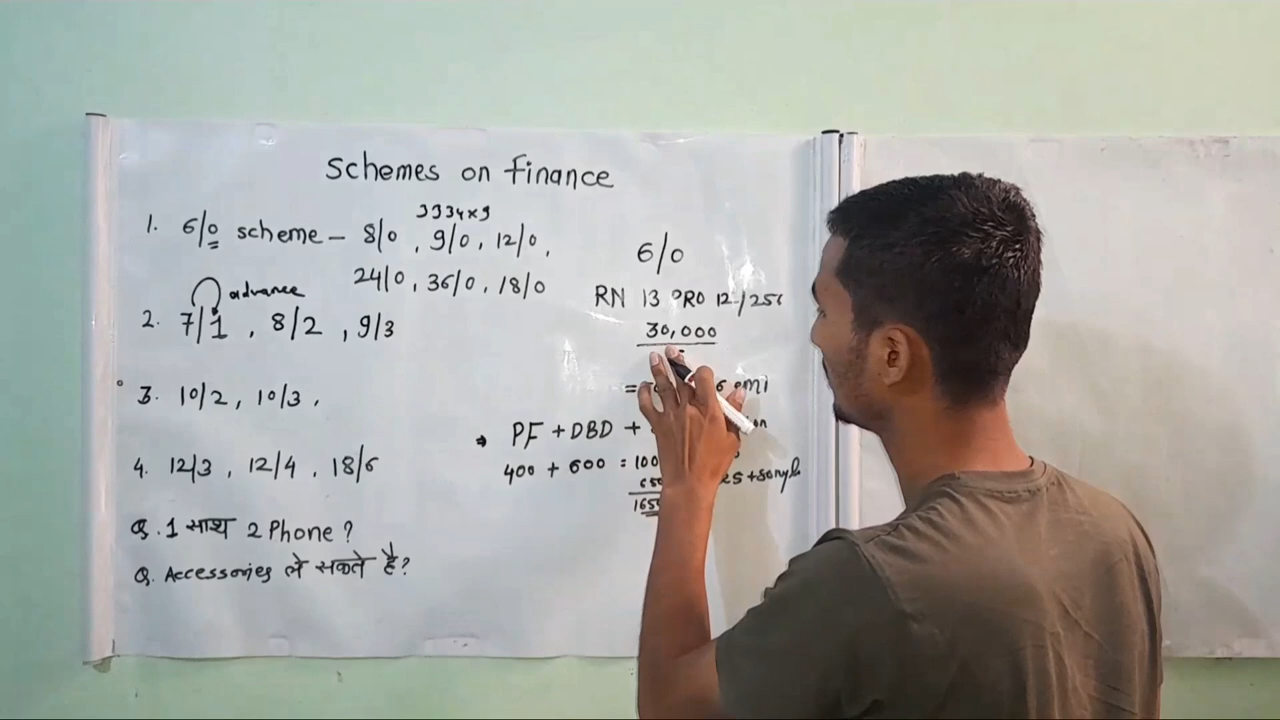 Schemes on finance
3334x9
1. 6/0 scheme - 8/0, 9/0, 12/0,
24/0, 36/0, 18/0
advance
2. 7/1, 8/2, 9/3
3. 10/2, 10/3,
4. 12/3, 12/4, 18/6
Q. 1 साथ 2 Phone?
Q. Accessories ले सकते है?
6/0
RN 13 PRO 12/256
30,000
= 6 emi
⇒ PF + DBD +
400 + 600 = 100